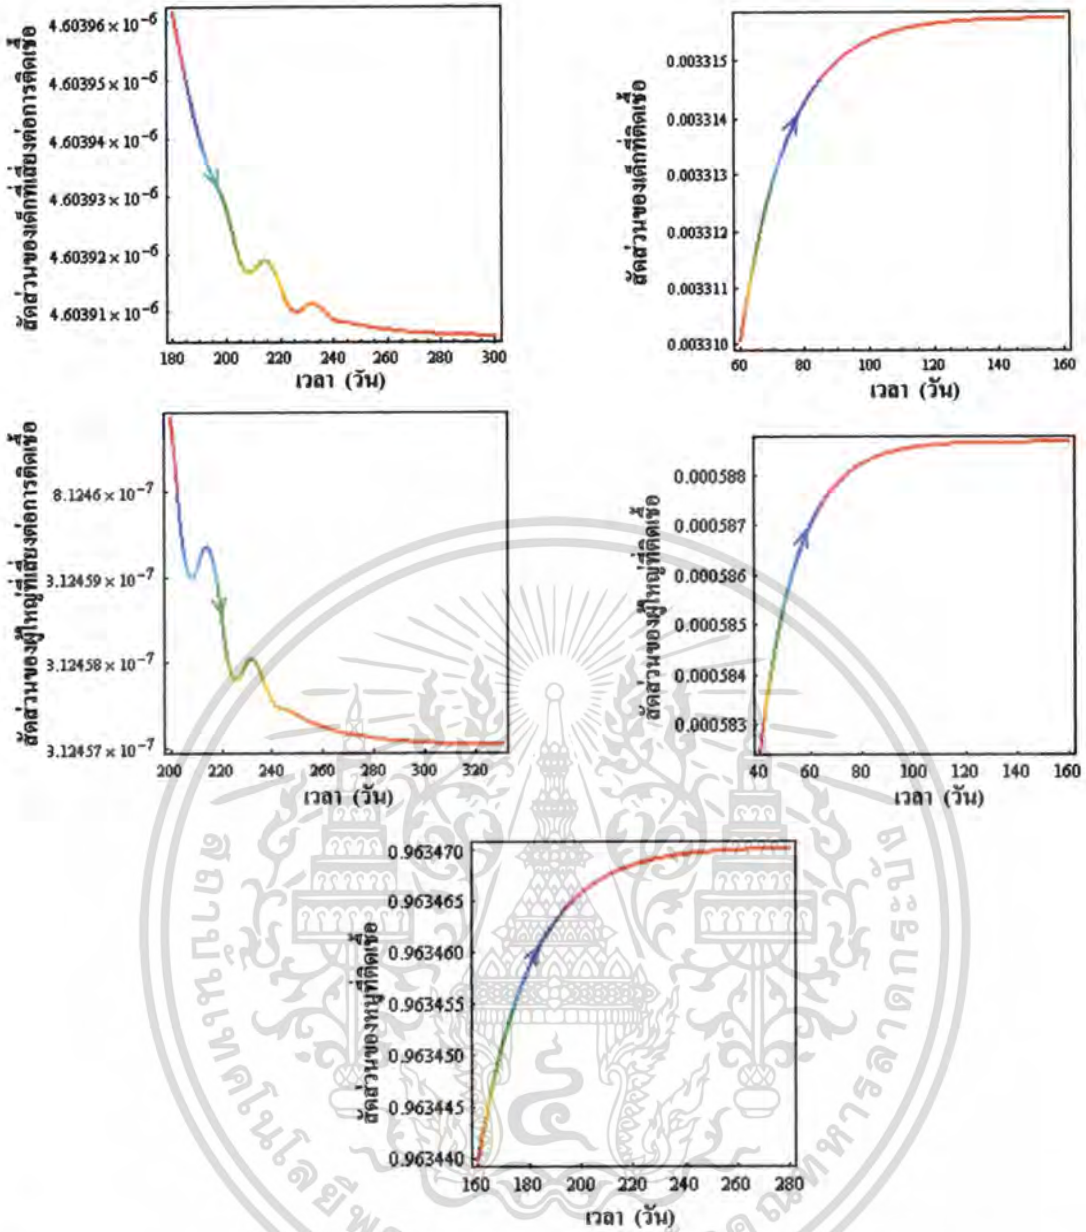 สัดส่วนของเด็กที่เสี่ยงต่อการติดเชื้อ
4.60396×10⁻⁶
4.60395×10⁻⁶
4.60394×10⁻⁶
4.60393×10⁻⁶
4.60392×10⁻⁶
4.60391×10⁻⁶
180 200 220 240 260 280 300
เวลา (วัน)
สัดส่วนของเด็กที่ติดเชื้อ
0.003315
0.003314
0.003313
0.003312
0.003311
0.003310
60 80 100 120 140 160
เวลา (วัน)
สัดส่วนของผู้ใหญ่ที่เสี่ยงต่อการติดเชื้อ
8.1246×10⁻⁷
3.12459×10⁻⁷
3.12458×10⁻⁷
3.12457×10⁻⁷
200 220 240 260 280 300 320
เวลา (วัน)
สัดส่วนของผู้ใหญ่ที่ติดเชื้อ
0.000588
0.000587
0.000586
0.000585
0.000584
0.000583
40 60 80 100 120 140 160
เวลา (วัน)
สัดส่วนของหนูที่ติดเชื้อ
0.963470
0.963465
0.963460
0.963455
0.963450
0.963445
0.963440
160 180 200 220 240 260 280
เวลา (วัน)